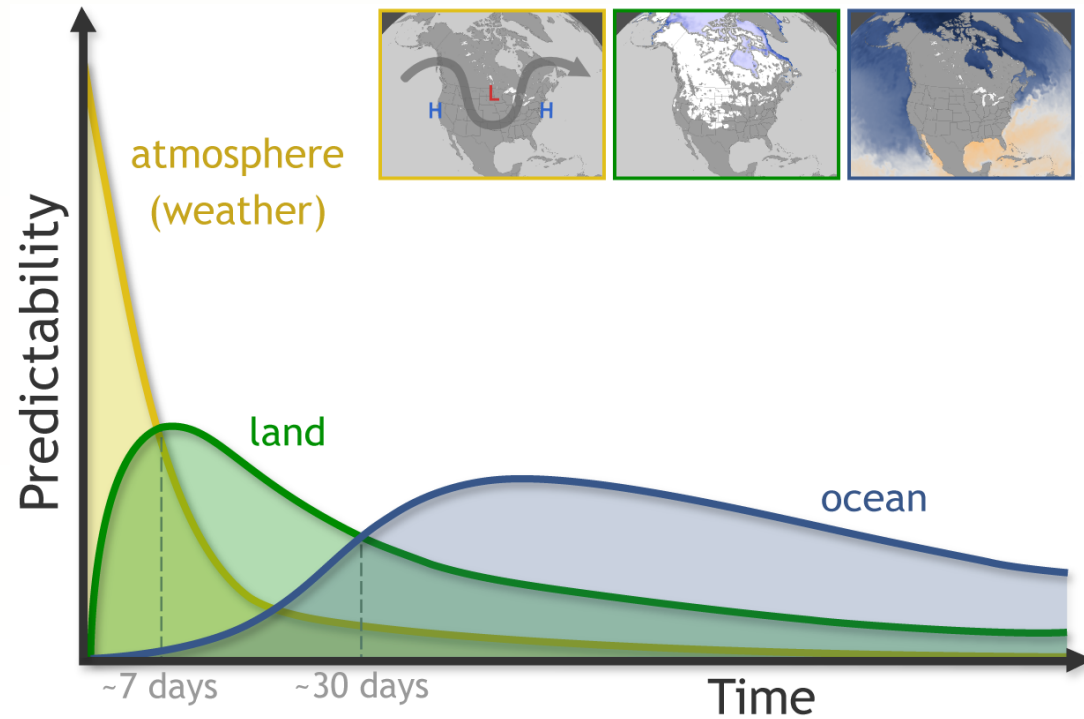 H
L
H
atmosphere
(weather)
Predictability
land
ocean
~7 days
~30 days
Time